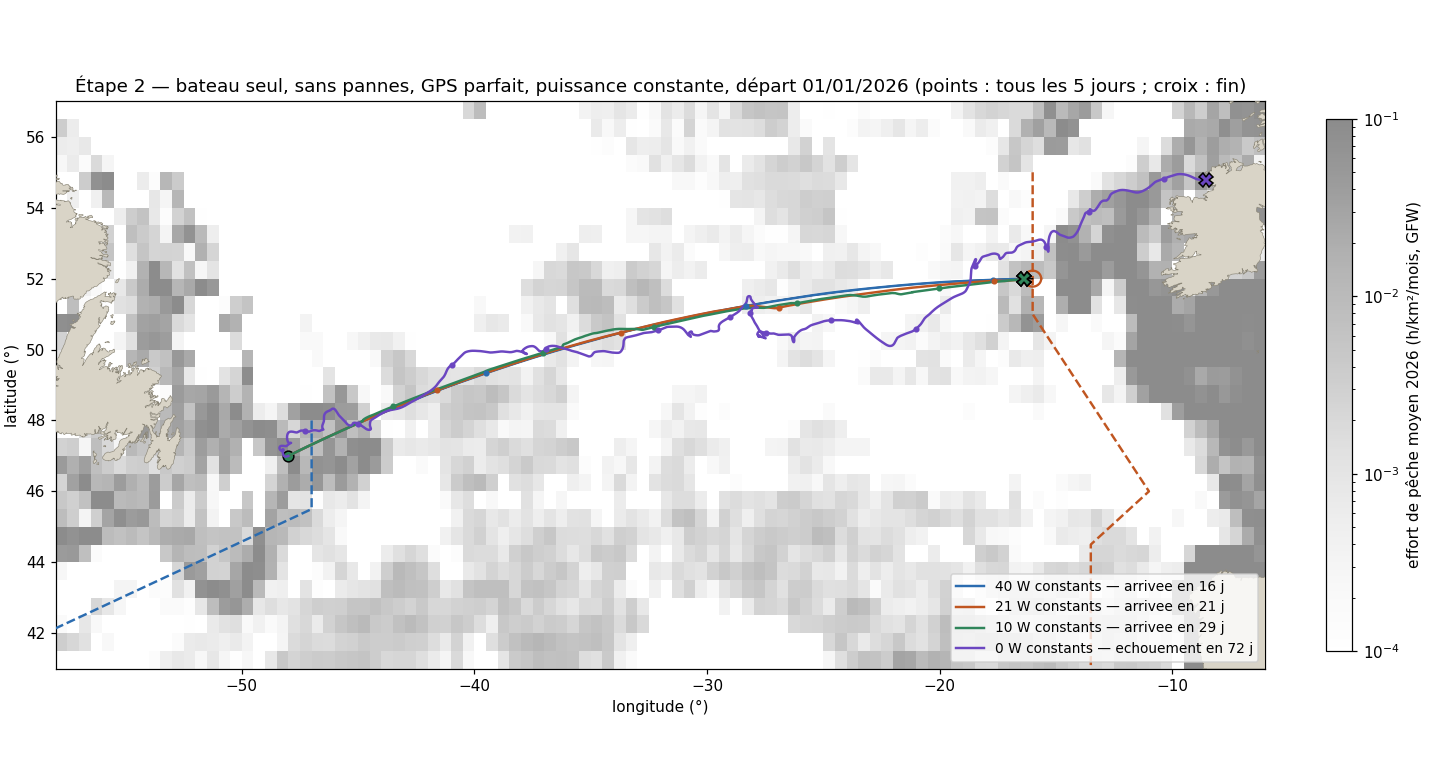 Étape 2 — bateau seul, sans pannes, GPS parfait, puissance constante, départ 01/01/2026 (points : tous les 5 jours ; croix : fin)
56
54
52
50
48
46
44
42
latitude (°)
−50
−40
−30
−20
−10
longitude (°)
40 W constants — arrivee en 16 j
21 W constants — arrivee en 21 j
10 W constants — arrivee en 29 j
0 W constants — echouement en 72 j
10⁻¹
10⁻²
10⁻³
10⁻⁴
effort de pêche moyen 2026 (h/km²/mois, GFW)